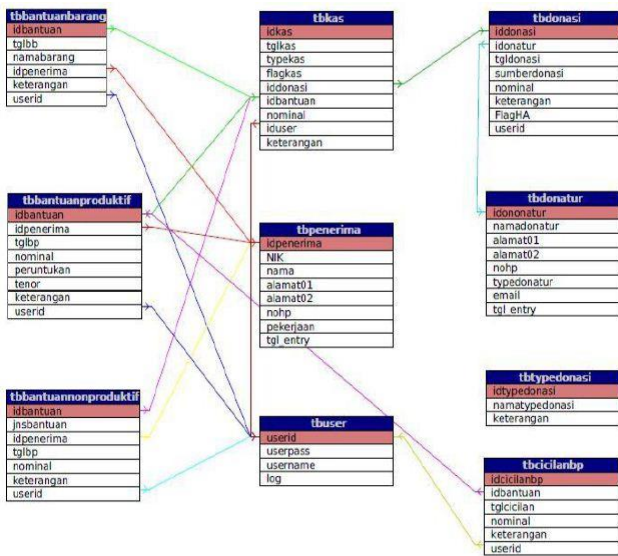 tbbantuanbarang
idbantuan
tglbb
namabarang
idpenerima
keterangan
userid
tbkas
idkas
tglkas
typekas
flagkas
iddonasi
idbantuan
nominal
iduser
keterangan
tbdonasi
iddonasi
idonatur
tgldonasi
sumberdonasi
nominal
keterangan
FlagHA
userid
tbbantuanproduktif
idbantuan
idpenerima
tglbp
nominal
peruntukan
tenor
keterangan
userid
tbpenerima
idpenerima
NIK
nama
alamat01
alamat02
nohp
pekerjaan
tgl_entry
tbdonatur
idononatur
namadonatur
alamat01
alamat02
nohp
typedonatur
email
tgl_entry
tbbantuannonproduktif
idbantuan
jnsbantuan
idpenerima
tglbp
nominal
keterangan
userid
tbuser
userid
userpass
username
log
tbtypedonasi
idtypedonasi
namatypedonasi
keterangan
tbcicilanbp
idcicilanbp
idbantuan
tglcicilan
nominal
keterangan
userid